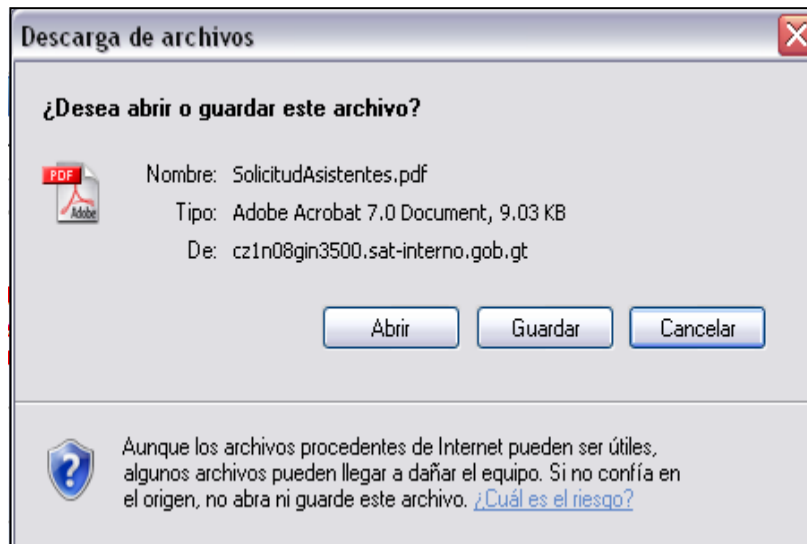 Descarga de archivos
¿Desea abrir o guardar este archivo?
PDF
Adobe
Nombre: SolicitudAsistentes.pdf
Tipo: Adobe Acrobat 7.0 Document, 9.03 KB
De: cz1n08gin3500.sat-interno.gob.gt
Abrir Guardar Cancelar
Aunque los archivos procedentes de Internet pueden ser útiles,
algunos archivos pueden llegar a dañar el equipo. Si no confía en
el origen, no abra ni guarde este archivo. ¿Cuál es el riesgo?